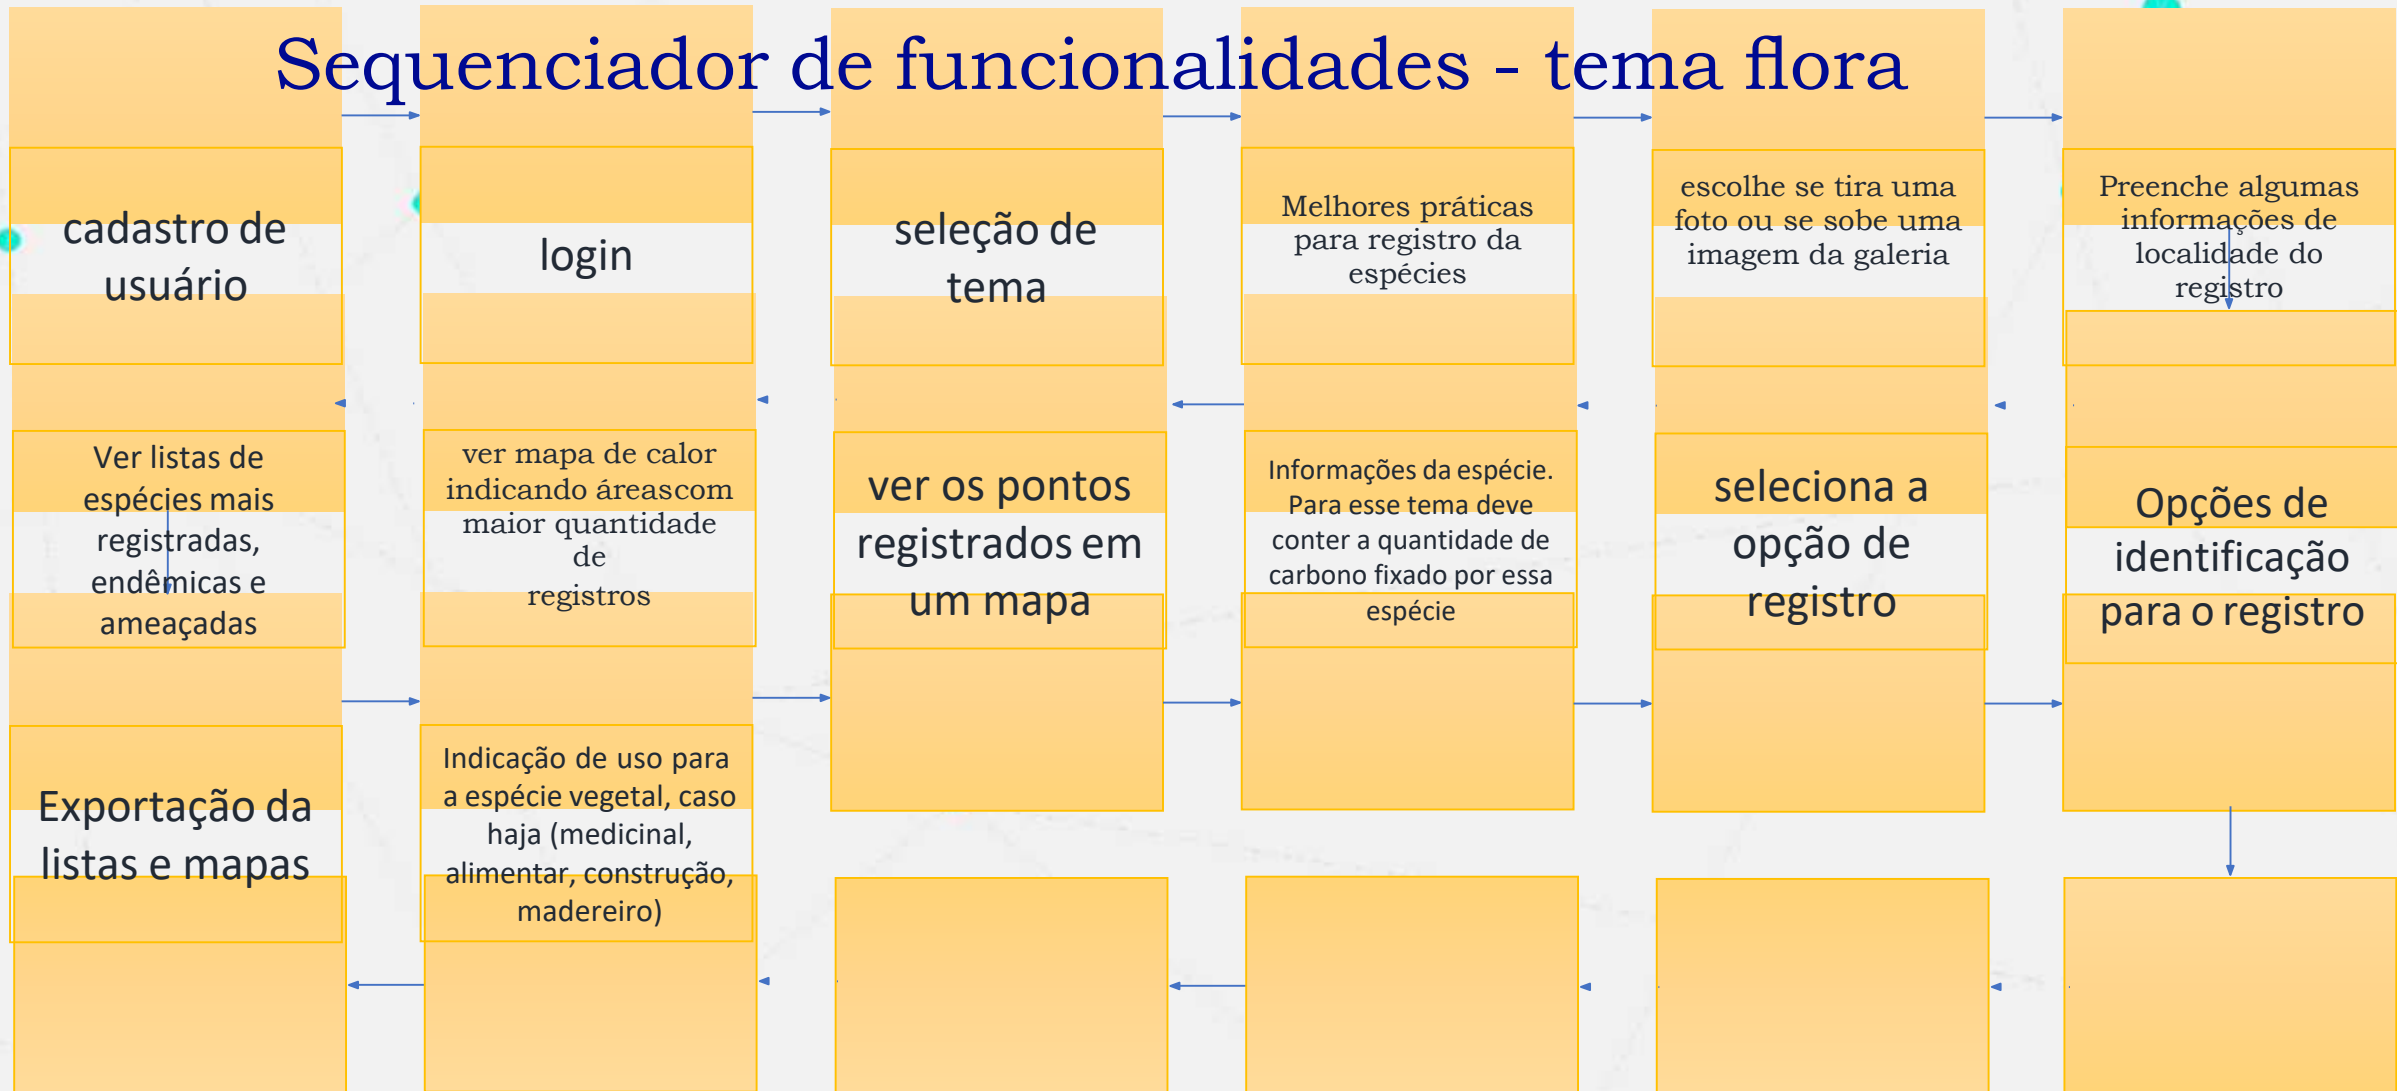 Sequenciador de funcionalidades - tema flora
cadastro de
usuário
login
seleção de
tema
Melhores práticas
para registro da
espécies
escolhe se tira uma
foto ou se sobe uma
imagem da galeria
Preenche algumas
informações de
localidade do
registro
Ver listas de
espécies mais
registradas,
endêmicas e
ameaçadas
ver mapa de calor
indicando áreascom
maior quantidade
de
registros
ver os pontos
registrados em
um mapa
Informações da espécie.
Para esse tema deve
conter a quantidade de
carbono fixado por essa
espécie
seleciona a
opção de
registro
Opções de
identificação
para o registro
Exportação da
listas e mapas
Indicação de uso para
a espécie vegetal, caso
haja (medicinal,
alimentar, construção,
madereiro)